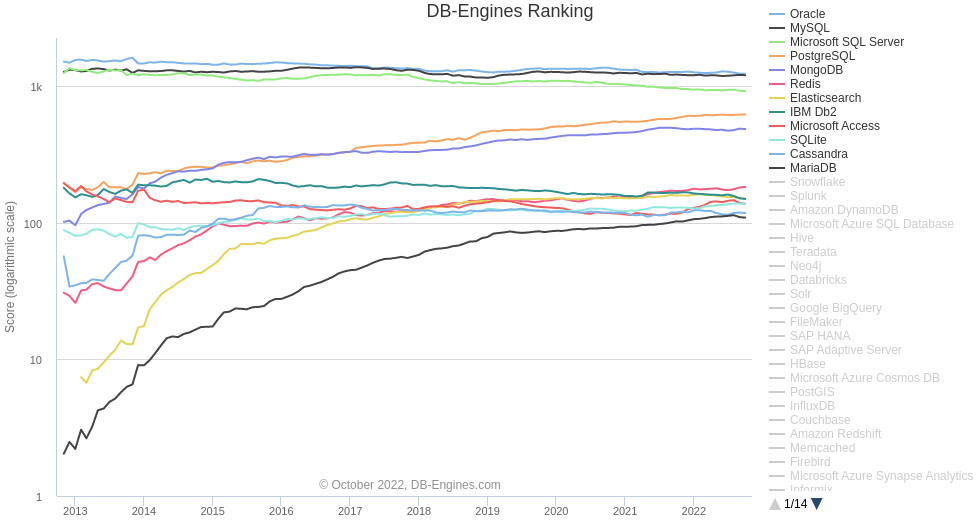 DB-Engines Ranking
Score (logarithmic scale)
1k
100
10
1
2013
2014
2015
2016
2017
2018
2019
2020
2021
2022
© October 2022, DB-Engines.com
Oracle
MySQL
Microsoft SQL Server
PostgreSQL
MongoDB
Redis
Elasticsearch
IBM Db2
Microsoft Access
SQLite
Cassandra
MariaDB
Snowflake
Splunk
Amazon DynamoDB
Microsoft Azure SQL Database
Hive
Teradata
Neo4j
Databricks
Solr
Google BigQuery
FileMaker
SAP HANA
SAP Adaptive Server
HBase
Microsoft Azure Cosmos DB
PostGIS
InfluxDB
Couchbase
Amazon Redshift
Memcached
Firebird
Microsoft Azure Synapse Analytics
Informix
1/14